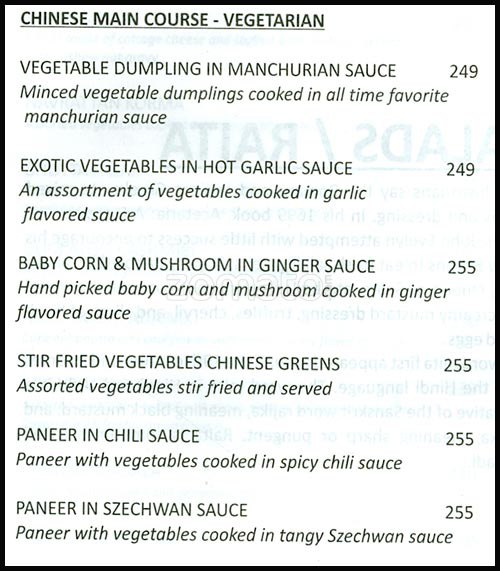 CHINESE MAIN COURSE - VEGETARIAN
VEGETABLE DUMPLING IN MANCHURIAN SAUCE 249
Minced vegetable dumplings cooked in all time favorite
manchurian sauce
EXOTIC VEGETABLES IN HOT GARLIC SAUCE 249
An assortment of vegetables cooked in garlic
flavored sauce
BABY CORN & MUSHROOM IN GINGER SAUCE 255
zomato
Hand picked baby corn and mushroom cooked in ginger
flavored sauce
STIR FRIED VEGETABLES CHINESE GREENS 255
Assorted vegetables stir fried and served
PANEER IN CHILI SAUCE 255
Paneer with vegetables cooked in spicy chili sauce
PANEER IN SZECHWAN SAUCE 255
Paneer with vegetables cooked in tangy Szechwan sauce